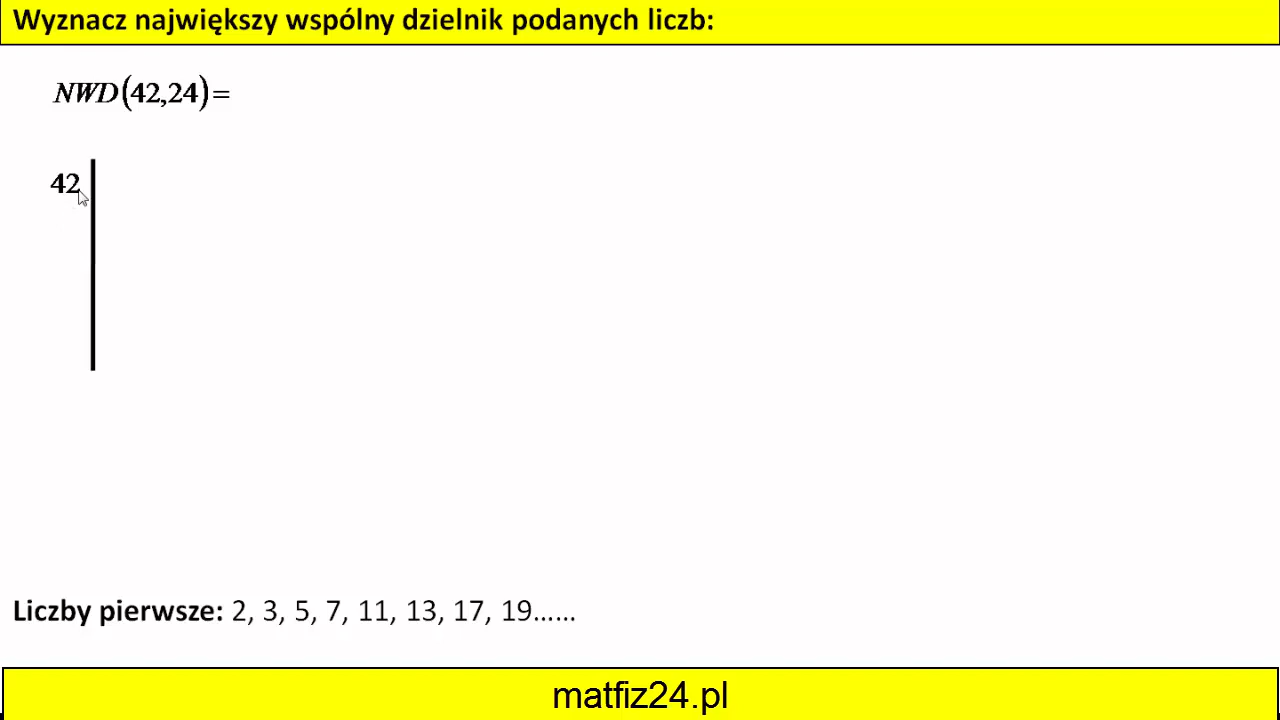 Wyznacz największy wspólny dzielnik podanych liczb:
NWD(42,24)=
42
Liczby pierwsze: 2, 3, 5, 7, 11, 13, 17, 19......
matfiz24.pl